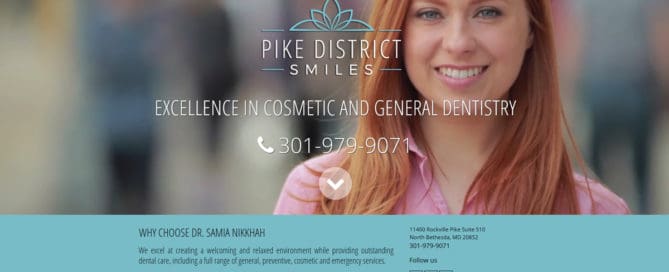 PIKE DISTRICT
SMILES
EXCELLENCE IN COSMETIC AND GENERAL DENTISTRY
301-979-9071
WHY CHOOSE DR. SAMIA NIKKHAH
We excel at creating a welcoming and relaxed environment while providing outstanding
dental care, including a full range of general, preventive, cosmetic and emergency services.
11400 Rockville Pike Suite 510
North Bethesda, MD 20852
301-979-9071
Follow us